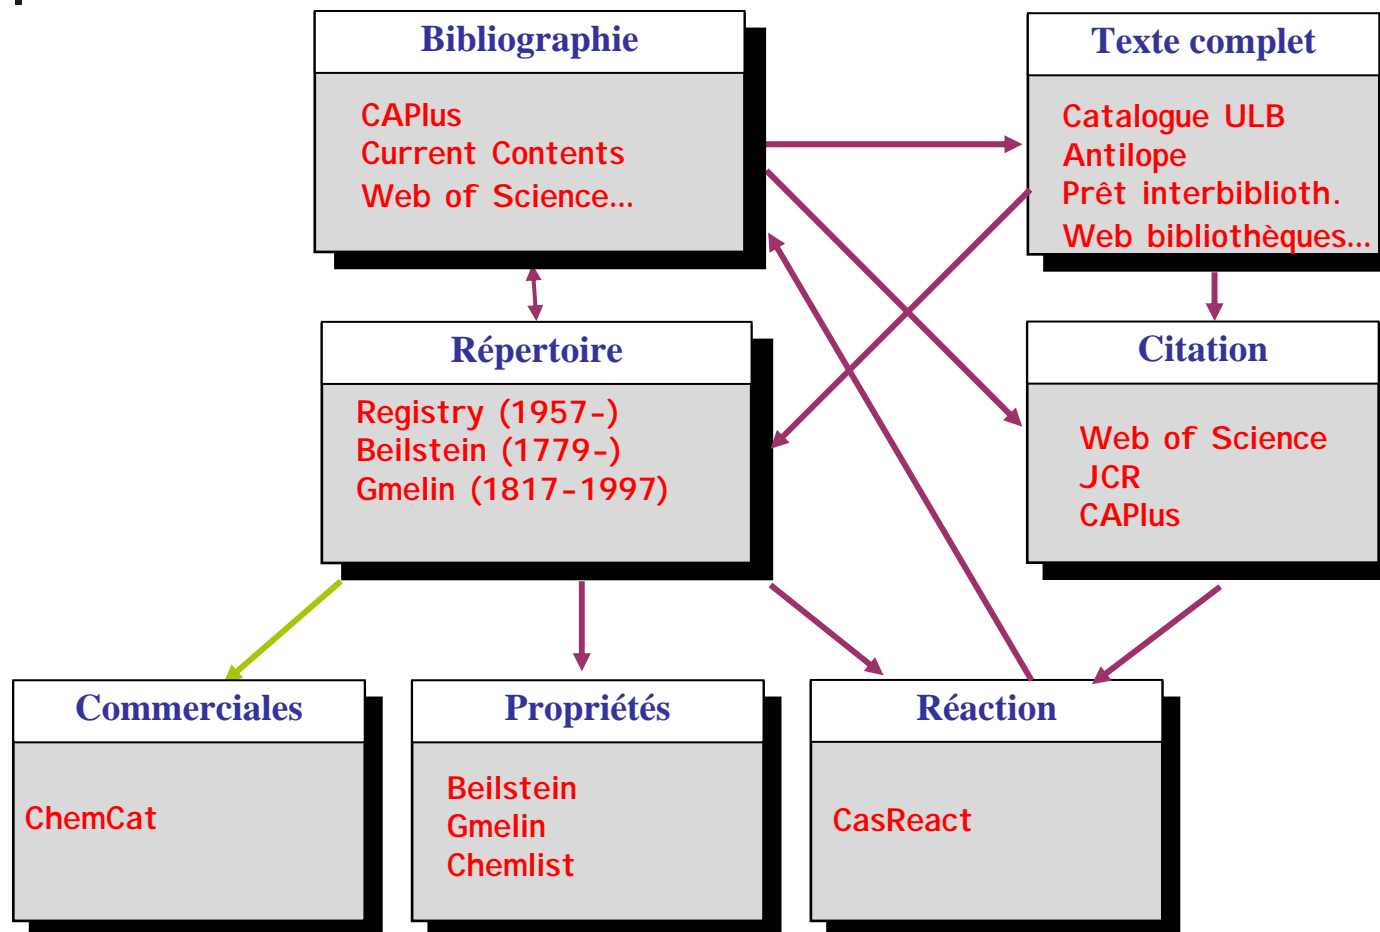 Bibliographie
CAPlus
Current Contents
Web of Science...
Texte complet
Catalogue ULB
Antilope
Prêt interbiblioth.
Web bibliothèques...
Répertoire
Registry (1957-)
Beilstein (1779-)
Gmelin (1817-1997)
Citation
Web of Science
JCR
CAPlus
Commerciales
ChemCat
Propriétés
Beilstein
Gmelin
Chemlist
Réaction
CasReact